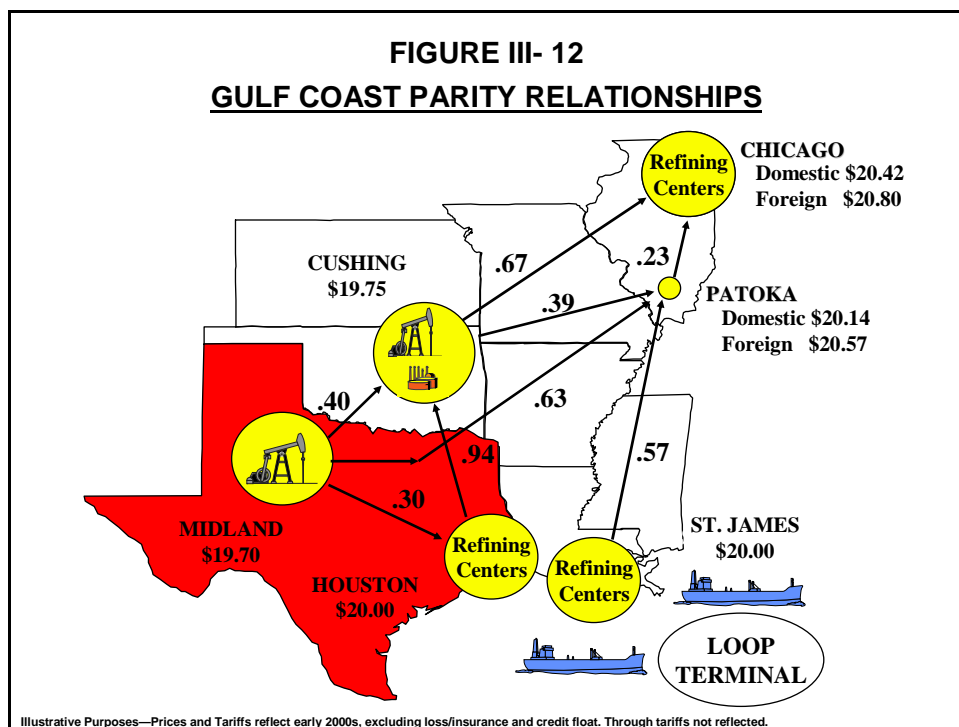 FIGURE III- 12
GULF COAST PARITY RELATIONSHIPS
Refining
Centers
CHICAGO
Domestic $20.42
Foreign $20.80
.67
.23
CUSHING
$19.75
.39
PATOKA
Domestic $20.14
Foreign $20.57
.40
.63
.94
.57
.30
MIDLAND
$19.70
Refining
Centers
ST. JAMES
$20.00
HOUSTON
$20.00
Refining
Centers
LOOP
TERMINAL
Illustrative Purposes—Prices and Tariffs reflect early 2000s, excluding loss/insurance and credit float. Through tariffs not reflected.